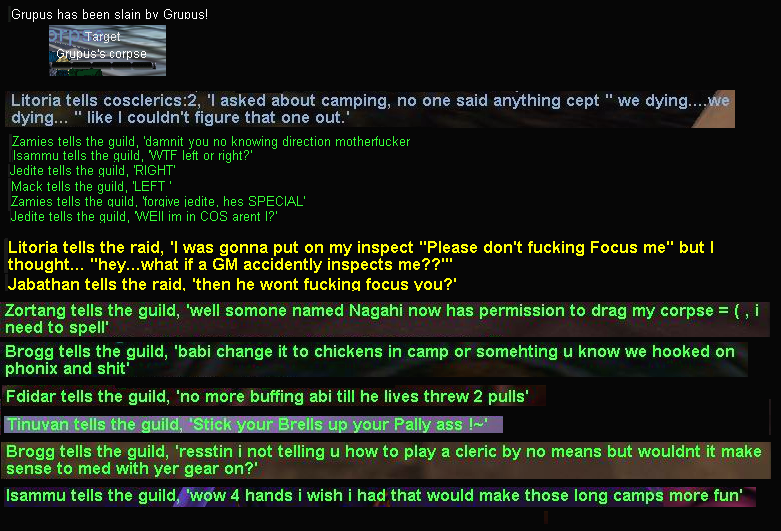 Grupus has been slain by Grupus!
Target
Grupus's corpse
Litoria tells cosclerics:2, 'I asked about camping, no one said anything cept " we dying....we
dying... " like I couldn't figure that one out.'
Zamies tells the guild, 'damnit you no knowing direction motherfucker
Isammu tells the guild, 'WTF left or right?'
Jedite tells the guild, 'RIGHT'
Mack tells the guild, 'LEFT '
Zamies tells the guild, 'forgive jedite, hes SPECIAL'
Jedite tells the guild, 'WEll im in COS arent I?'
Litoria tells the raid, 'I was gonna put on my inspect "Please don't fucking Focus me" but I
thought... "hey...what if a GM accidently inspects me??"'
Jabathan tells the raid, 'then he wont fucking focus you?'
Zortang tells the guild, 'well somone named Nagahi now has permission to drag my corpse = ( , i
need to spell'
Brogg tells the guild, 'babi change it to chickens in camp or somehting u know we hooked on
phonix and shit'
Fdidar tells the guild, 'no more buffing abi till he lives threw 2 pulls'
Tinuvan tells the guild, 'Stick your Brells up your Pally ass !~'
Brogg tells the guild, 'resstin i not telling u how to play a cleric by no means but wouldnt it make
sense to med with yer gear on?'
Isammu tells the guild, 'wow 4 hands i wish i had that would make those long camps more fun'